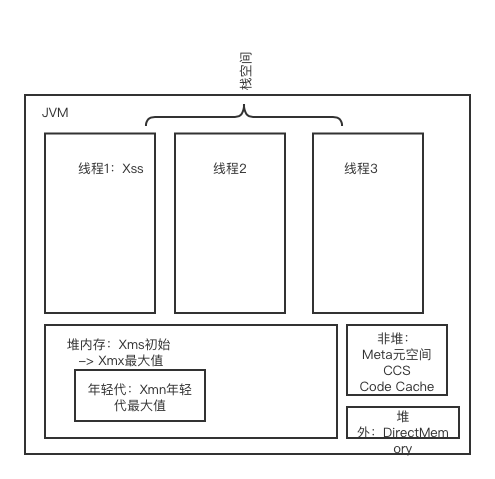 栈空间
JVM
线程1：Xss
线程2
线程3
堆内存：Xms初始
–> Xmx最大值
年轻代：Xmn年轻
代最大值
非堆：
Meta元空间
CCS
Code Cache
堆
外：DirectMem
ory